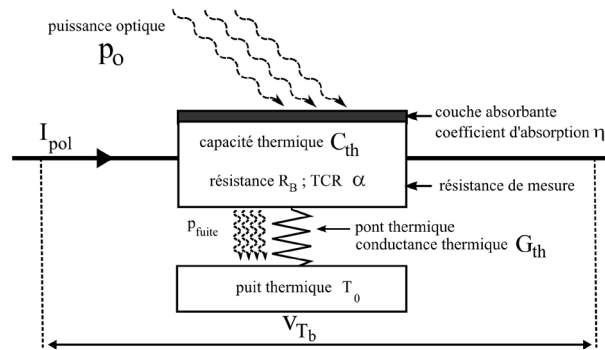 puissance optique
p_o
couche absorbante
coefficient d'absorption η
I_pol
capacité thermique C_th
résistance R_B ; TCR α
résistance de mesure
p_fuite
pont thermique
conductance thermique G_th
puit thermique T_0
v_T_b